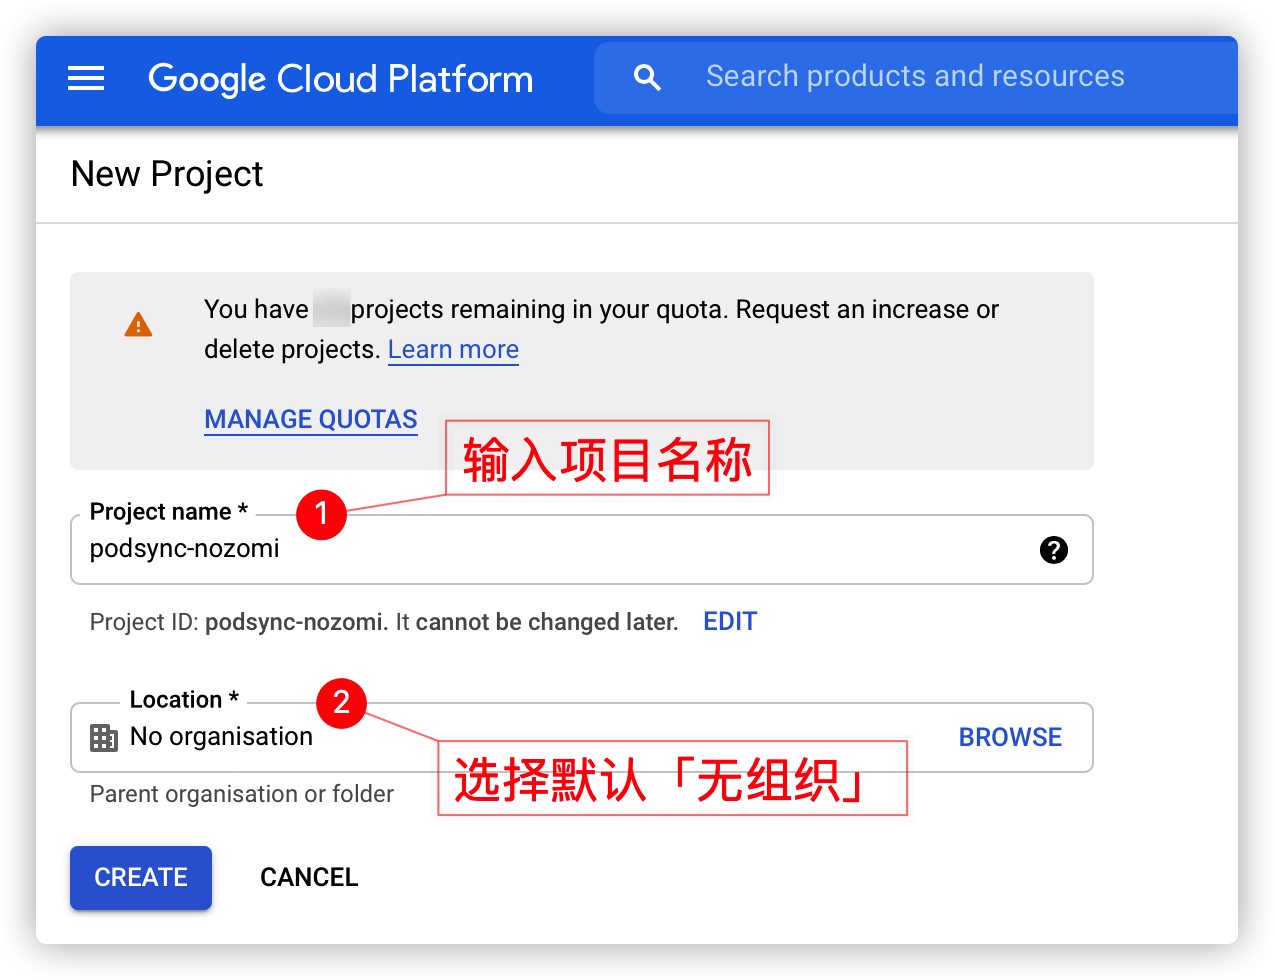 Google Cloud Platform
Search products and resources
New Project
You have projects remaining in your quota. Request an increase or
delete projects. Learn more
MANAGE QUOTAS
输入项目名称
Project name *
1
podsync-nozomi
?
Project ID: podsync-nozomi. It cannot be changed later. EDIT
Location *
2
No organisation
BROWSE
选择默认「无组织」
Parent organisation or folder
CREATE
CANCEL